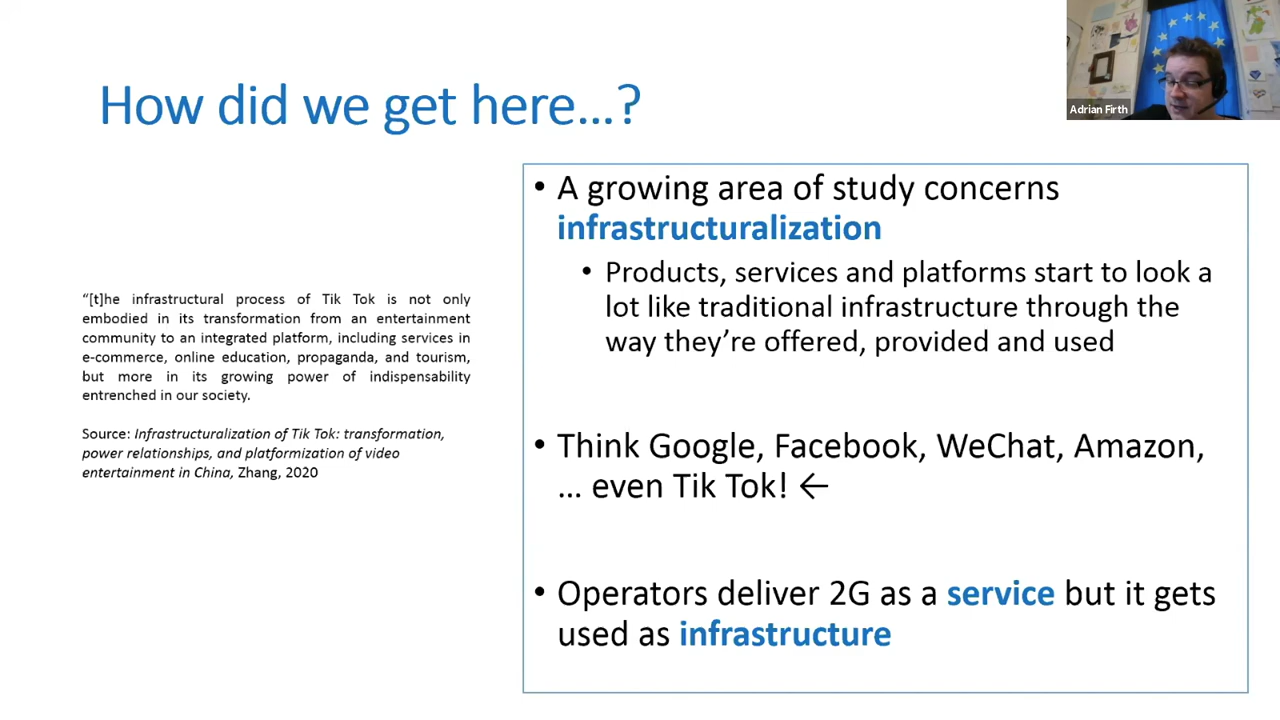 How did we get here...?
Adrian Firth
“[t]he infrastructural process of Tik Tok is not only
embodied in its transformation from an entertainment
community to an integrated platform, including services in
e-commerce, online education, propaganda, and tourism,
but more in its growing power of indispensability
entrenched in our society.
Source: Infrastructuralization of Tik Tok: transformation,
power relationships, and platformization of video
entertainment in China, Zhang, 2020
• A growing area of study concerns
infrastructuralization
• Products, services and platforms start to look a
lot like traditional infrastructure through the
way they’re offered, provided and used
• Think Google, Facebook, WeChat, Amazon,
… even Tik Tok! ←
• Operators deliver 2G as a service but it gets
used as infrastructure